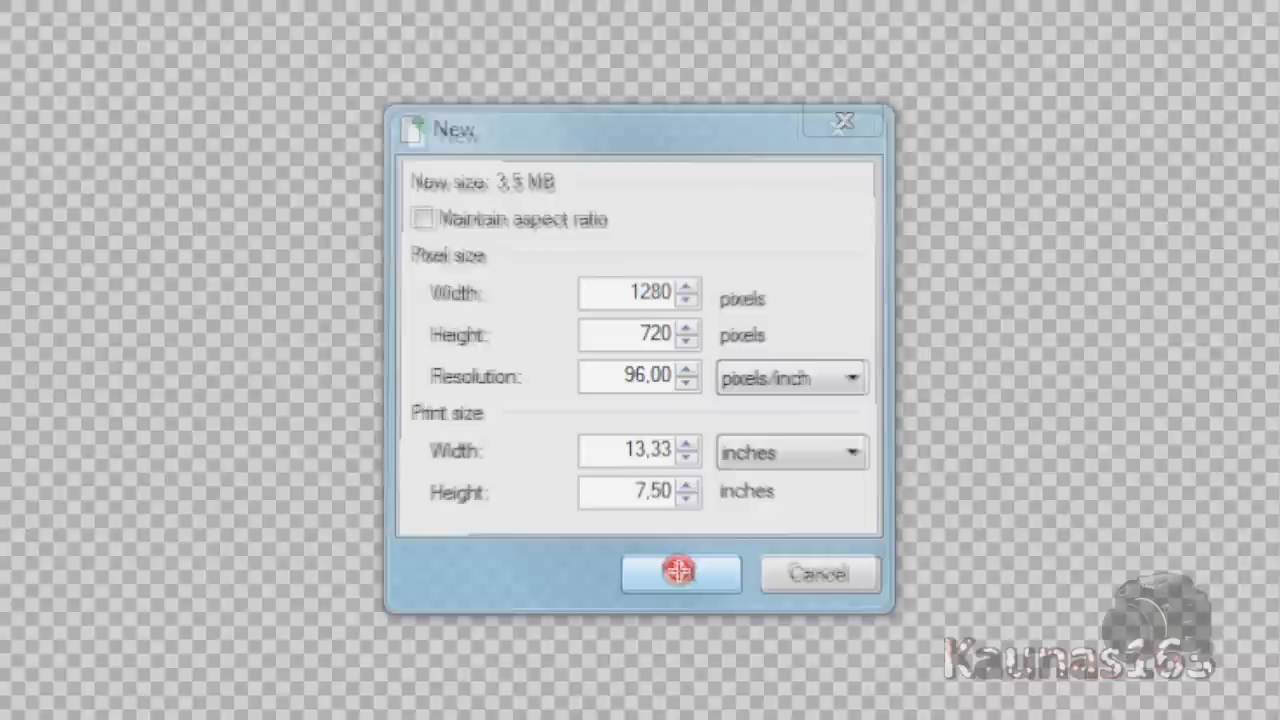 New
New size: 3,5 MB
Maintain aspect ratio
Pixel size
Width: 1280 pixels
Height: 720 pixels
Resolution: 96,00 pixels/inch
Print size
Width: 13,33 inches
Height: 7,50 inches
Cancel
Kaunas163